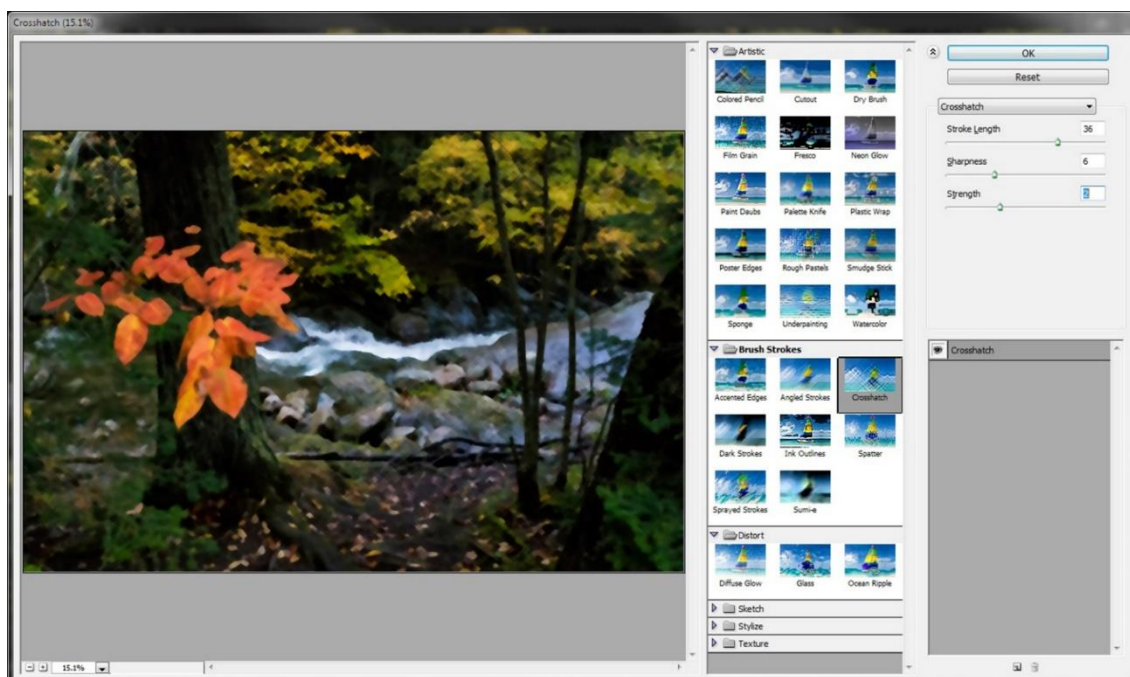 Crosshatch (15.1%)
Artistic
Colored Pencil
Cutout
Dry Brush
Film Grain
Fresco
Neon Glow
Paint Daubs
Palette Knife
Plastic Wrap
Poster Edges
Rough Pastels
Smudge Stick
Sponge
Underpainting
Watercolor
Brush Strokes
Accented Edges
Angled Strokes
Crosshatch
Dark Strokes
Ink Outlines
Spatter
Sprayed Strokes
Sumi-e
Distort
Diffuse Glow
Glass
Ocean Ripple
Sketch
Stylize
Texture
OK
Reset
Crosshatch
Stroke Length 36
Sharpness 6
Strength 2
Crosshatch
15.1%